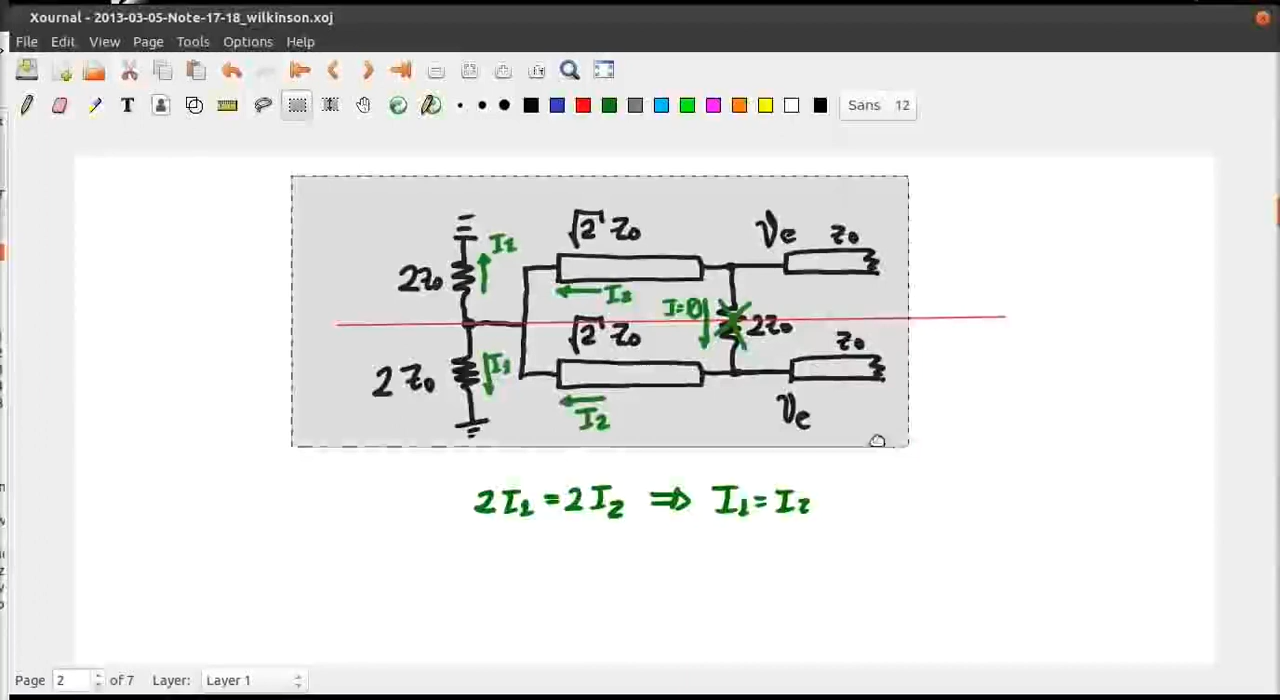 Xournal - 2013-03-05-Note-17-18_wilkinson.xoj
File Edit View Page Tools Options Help
Sans 12
√2 Z₀
Vₑ
Z₀
I₂
2Z₀
I₂
I=0
√2 Z₀
2Z₀
Z₀
2 Z₀
I₁
I₂
Vₑ
2I₁ = 2I₂ ⇒ I₁ = I₂
Page 2 of 7 Layer: Layer 1